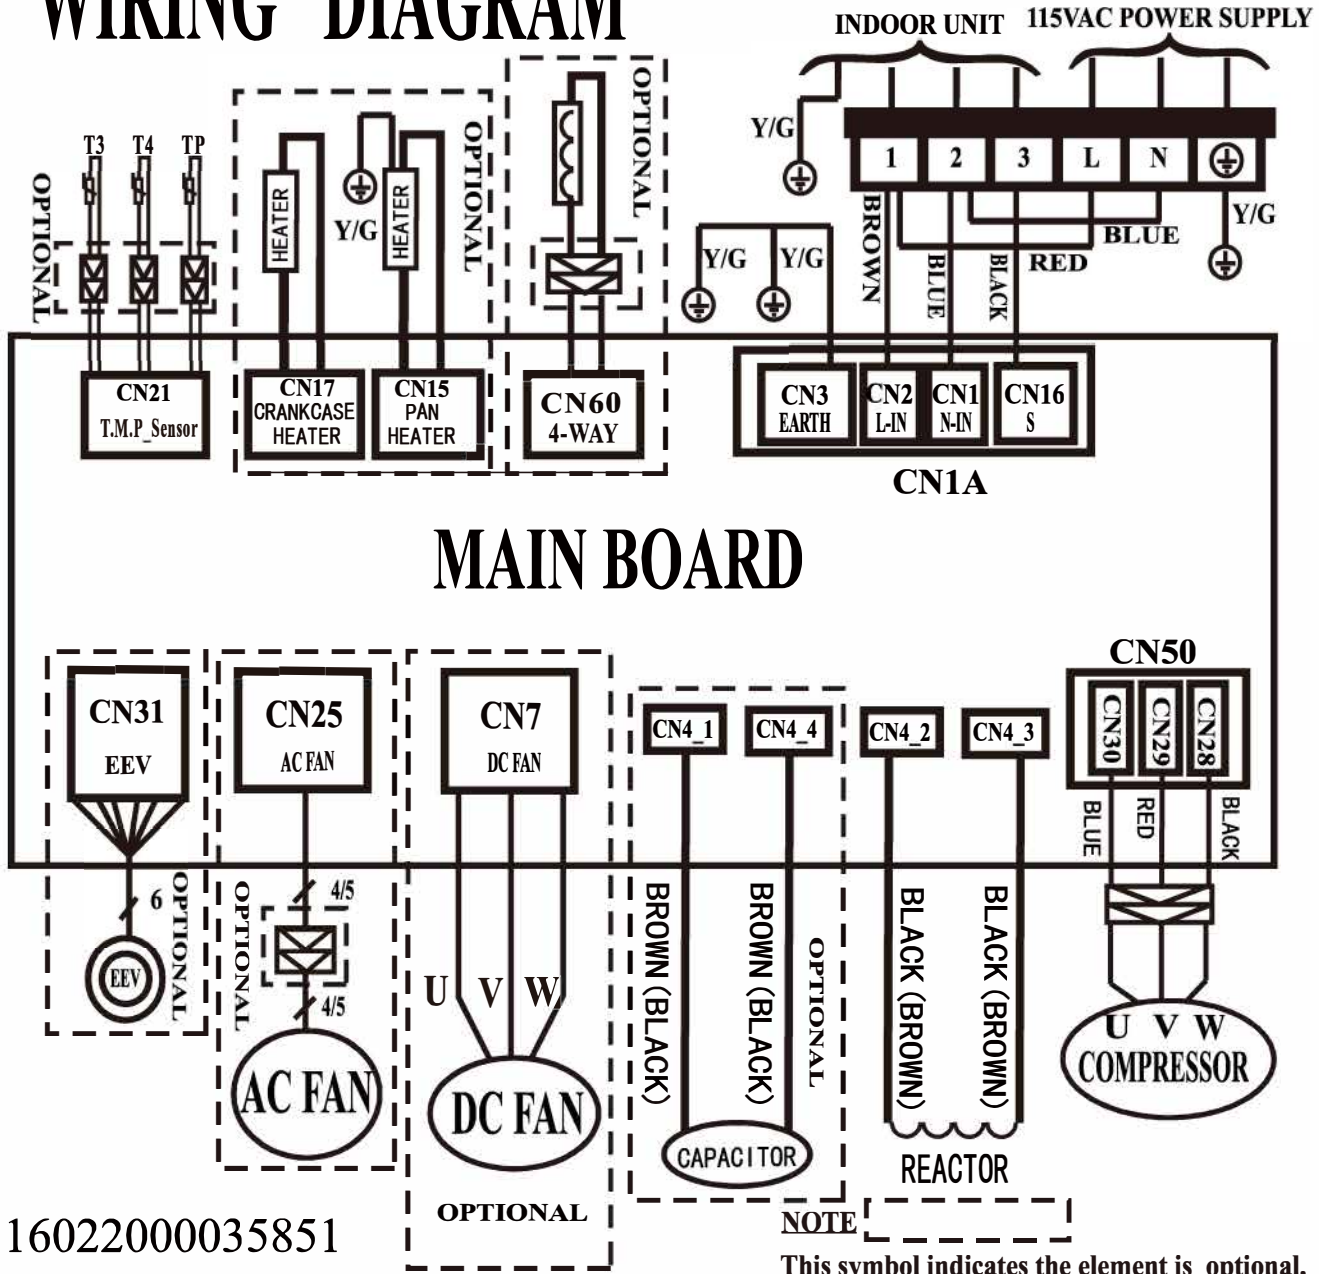 WIRING DIAGRAM
INDOOR UNIT
115VAC POWER SUPPLY
OPTIONAL
T3 T4 TP
HEATER
Y/G
HEATER
OPTIONAL
OPTIONAL
Y/G
1 2 3 L N
Y/G
Y/G Y/G
BROWN
BLUE
BLACK
BLUE
RED
CN21
T.M.P_Sensor
CN17
CRANKCASE
HEATER
CN15
PAN
HEATER
CN60
4-WAY
CN3
EARTH
CN2
L-IN
CN1
N-IN
CN16
S
CN1A
MAIN BOARD
CN31
EEV
CN25
AC FAN
CN7
DC FAN
CN4_1
CN4_4
CN4_2
CN4_3
CN50
CN30
CN29
CN28
BLUE
RED
BLACK
6
OPTIONAL
EEV
OPTIONAL
4/5
4/5
AC FAN
U V W
DC FAN
OPTIONAL
BROWN(BLACK)
BROWN(BLACK)
OPTIONAL
CAPACITOR
BLACK(BROWN)
BLACK(BROWN)
REACTOR
U V W
COMPRESSOR
16022000035851
NOTE
This symbol indicates the element is optional.